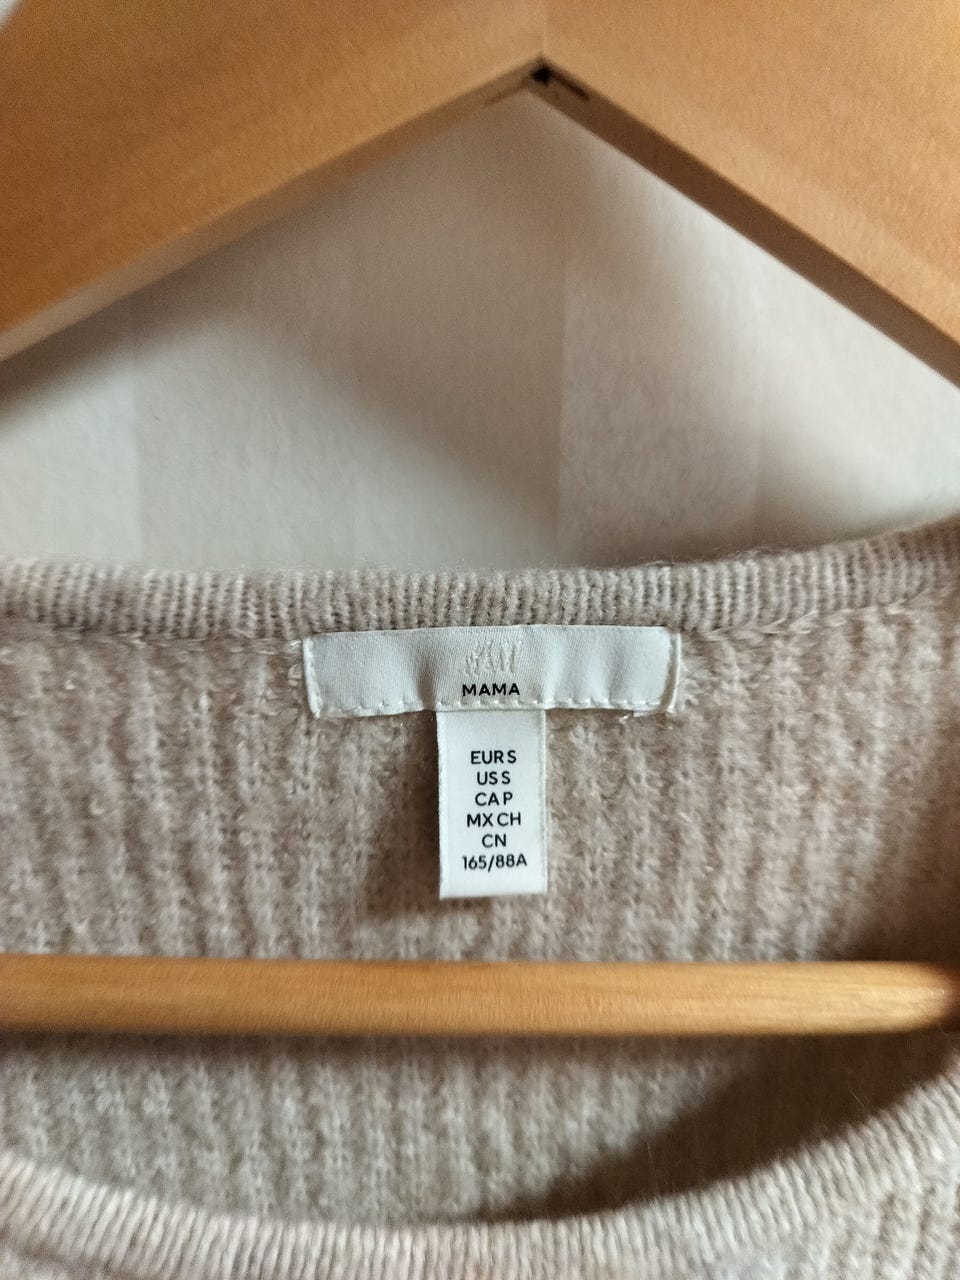 H&M
MAMA
EUR S
US S
CA P
MX CH
CN
165/88A